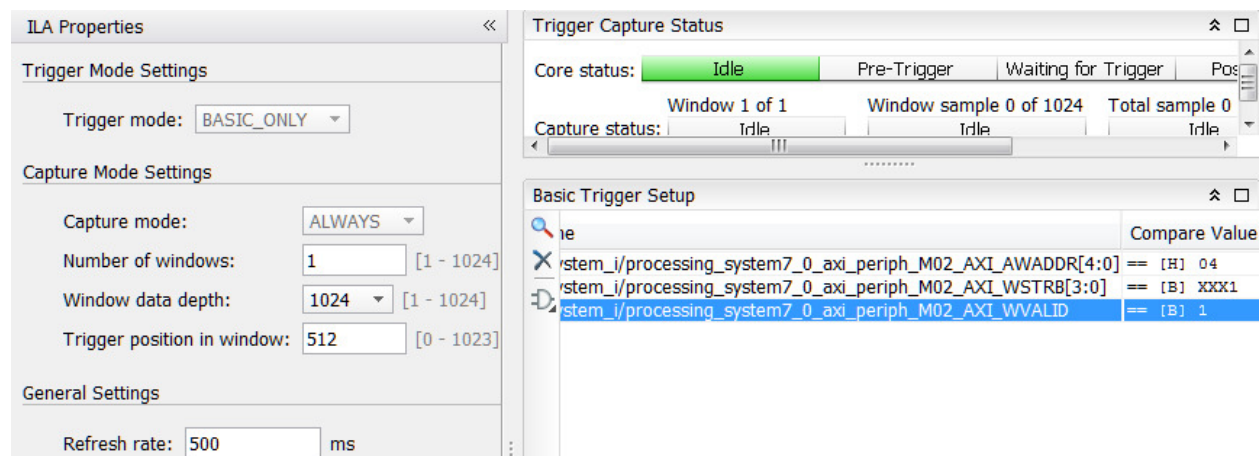 ILA Properties
Trigger Mode Settings
Trigger mode: BASIC_ONLY
Capture Mode Settings
Capture mode: ALWAYS
Number of windows: 1 [1 - 1024]
Window data depth: 1024 [1 - 1024]
Trigger position in window: 512 [0 - 1023]
General Settings
Refresh rate: 500 ms
Trigger Capture Status
Core status: Idle Pre-Trigger Waiting for Trigger Pos
Window 1 of 1 Window sample 0 of 1024 Total sample 0
Capture status: Idle Idle Idle
Basic Trigger Setup
ne Compare Value
ystem_i/processing_system7_0_axi_periph_M02_AXI_AWADDR[4:0] == [H] 04
ystem_i/processing_system7_0_axi_periph_M02_AXI_WSTRB[3:0] == [B] XXX1
ystem_i/processing_system7_0_axi_periph_M02_AXI_WVALID == [B] 1